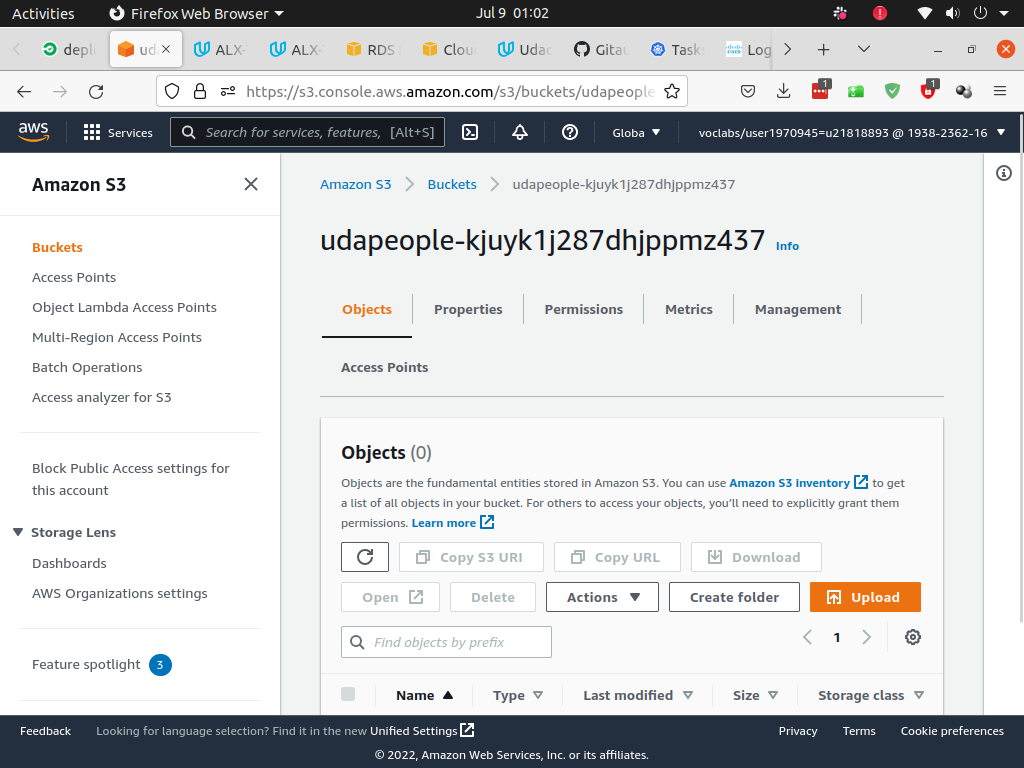 Activities Firefox Web Browser Jul 9 01:02
depl ud ALX- ALX- RDS Clou Udac Gitau Task Log
https://s3.console.aws.amazon.com/s3/buckets/udapeople 1 1
aws Services Search for services, features, [Alt+S] Globa voclabs/user1970945=u21818893 @ 1938-2362-16
Amazon S3
Buckets
Access Points
Object Lambda Access Points
Multi-Region Access Points
Batch Operations
Access analyzer for S3
Block Public Access settings for
this account
Storage Lens
Dashboards
AWS Organizations settings
Feature spotlight 3
Amazon S3 Buckets udapeople-kjuyk1j287dhjppmz437
udapeople-kjuyk1j287dhjppmz437 Info
Objects Properties Permissions Metrics Management
Access Points
Objects (0)
Objects are the fundamental entities stored in Amazon S3. You can use Amazon S3 inventory to get
a list of all objects in your bucket. For others to access your objects, you'll need to explicitly grant them
permissions. Learn more
Copy S3 URI Copy URL Download
Open Delete Actions Create folder Upload
Find objects by prefix 1
Name Type Last modified Size Storage class
Feedback Looking for language selection? Find it in the new Unified Settings Privacy Terms Cookie preferences
© 2022, Amazon Web Services, Inc. or its affiliates.